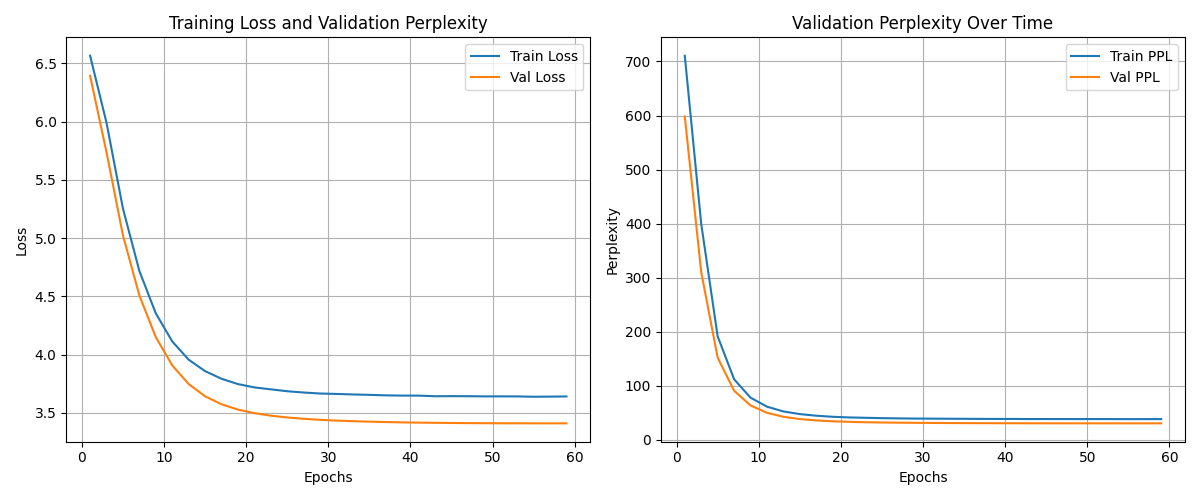 Training Loss and Validation Perplexity
Train Loss
Val Loss
6.5
6.0
5.5
5.0
4.5
4.0
3.5
Loss
0 10 20 30 40 50 60
Epochs
Validation Perplexity Over Time
Train PPL
Val PPL
700
600
500
400
300
200
100
0
Perplexity
0 10 20 30 40 50 60
Epochs